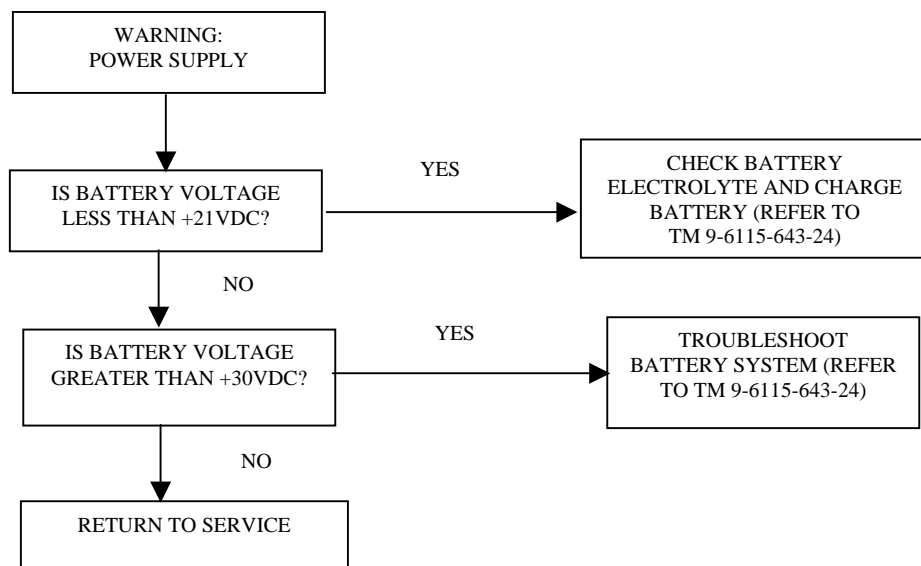 WARNING:
POWER SUPPLY
IS BATTERY VOLTAGE
LESS THAN +21VDC?
YES
CHECK BATTERY
ELECTROLYTE AND CHARGE
BATTERY (REFER TO
TM 9-6115-643-24)
NO
IS BATTERY VOLTAGE
GREATER THAN +30VDC?
YES
TROUBLESHOOT
BATTERY SYSTEM (REFER
TO TM 9-6115-643-24)
NO
RETURN TO SERVICE